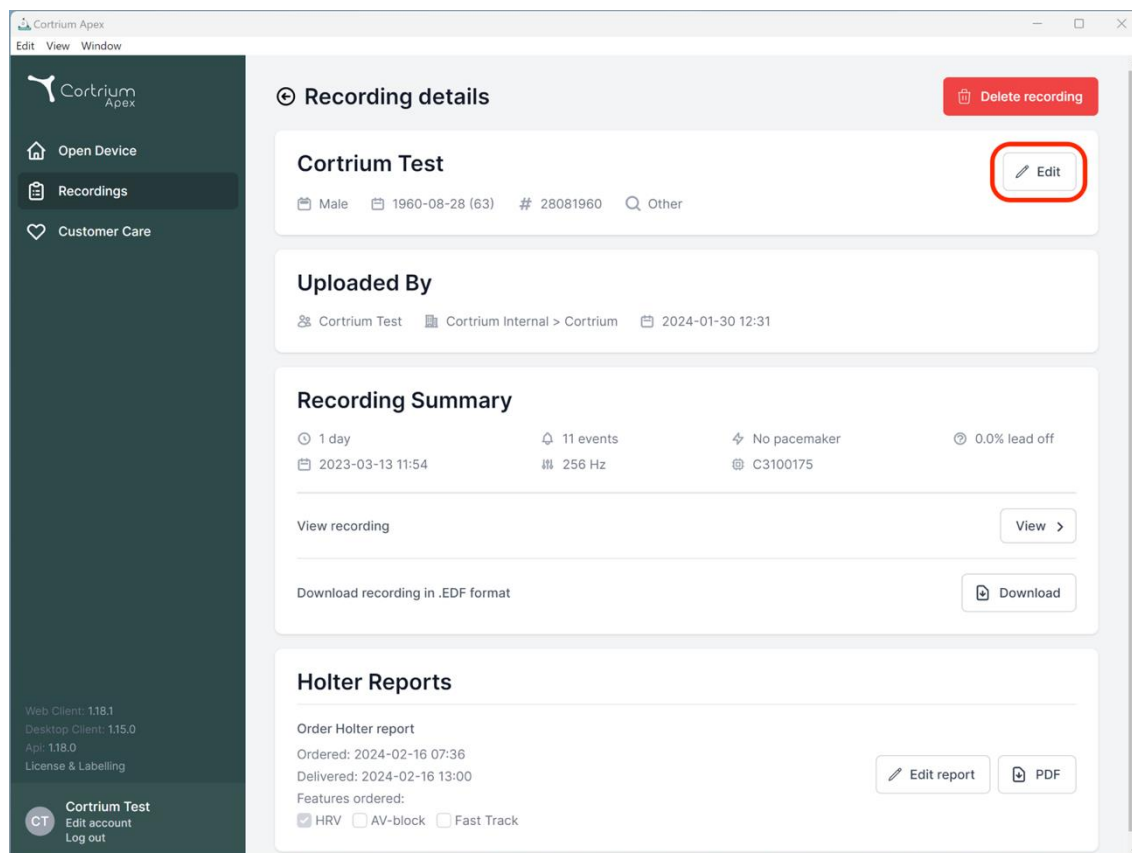 Cortrium Apex
Edit View Window
Cortrium
Apex
Open Device
Recordings
Customer Care
Web Client: 1.18.1
Desktop Client: 1.15.0
Api: 1.18.0
License & Labelling
CT
Cortrium Test
Edit account
Log out
Recording details
Delete recording
Cortrium Test
Edit
Male 1960-08-28 (63) # 28081960 Other
Uploaded By
Cortrium Test Cortrium Internal > Cortrium 2024-01-30 12:31
Recording Summary
1 day 11 events No pacemaker 0.0% lead off
2023-03-13 11:54 256 Hz C3100175
View recording View >
Download recording in .EDF format Download
Holter Reports
Order Holter report
Ordered: 2024-02-16 07:36
Delivered: 2024-02-16 13:00
Edit report PDF
Features ordered:
HRV AV-block Fast Track